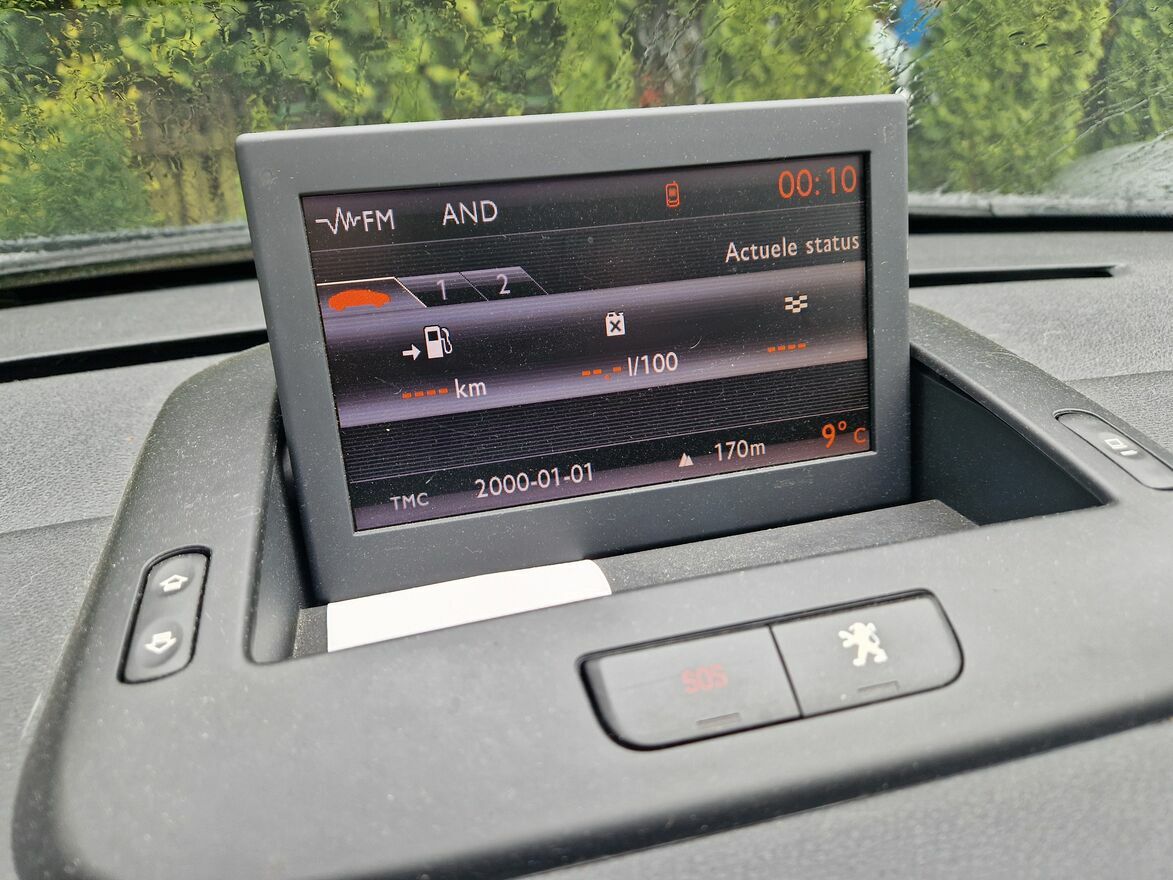 FM AND 00:10
Actuele status
1 2
---- km --.- l/100 ----
TMC 2000-01-01 170m 9° C
SOS